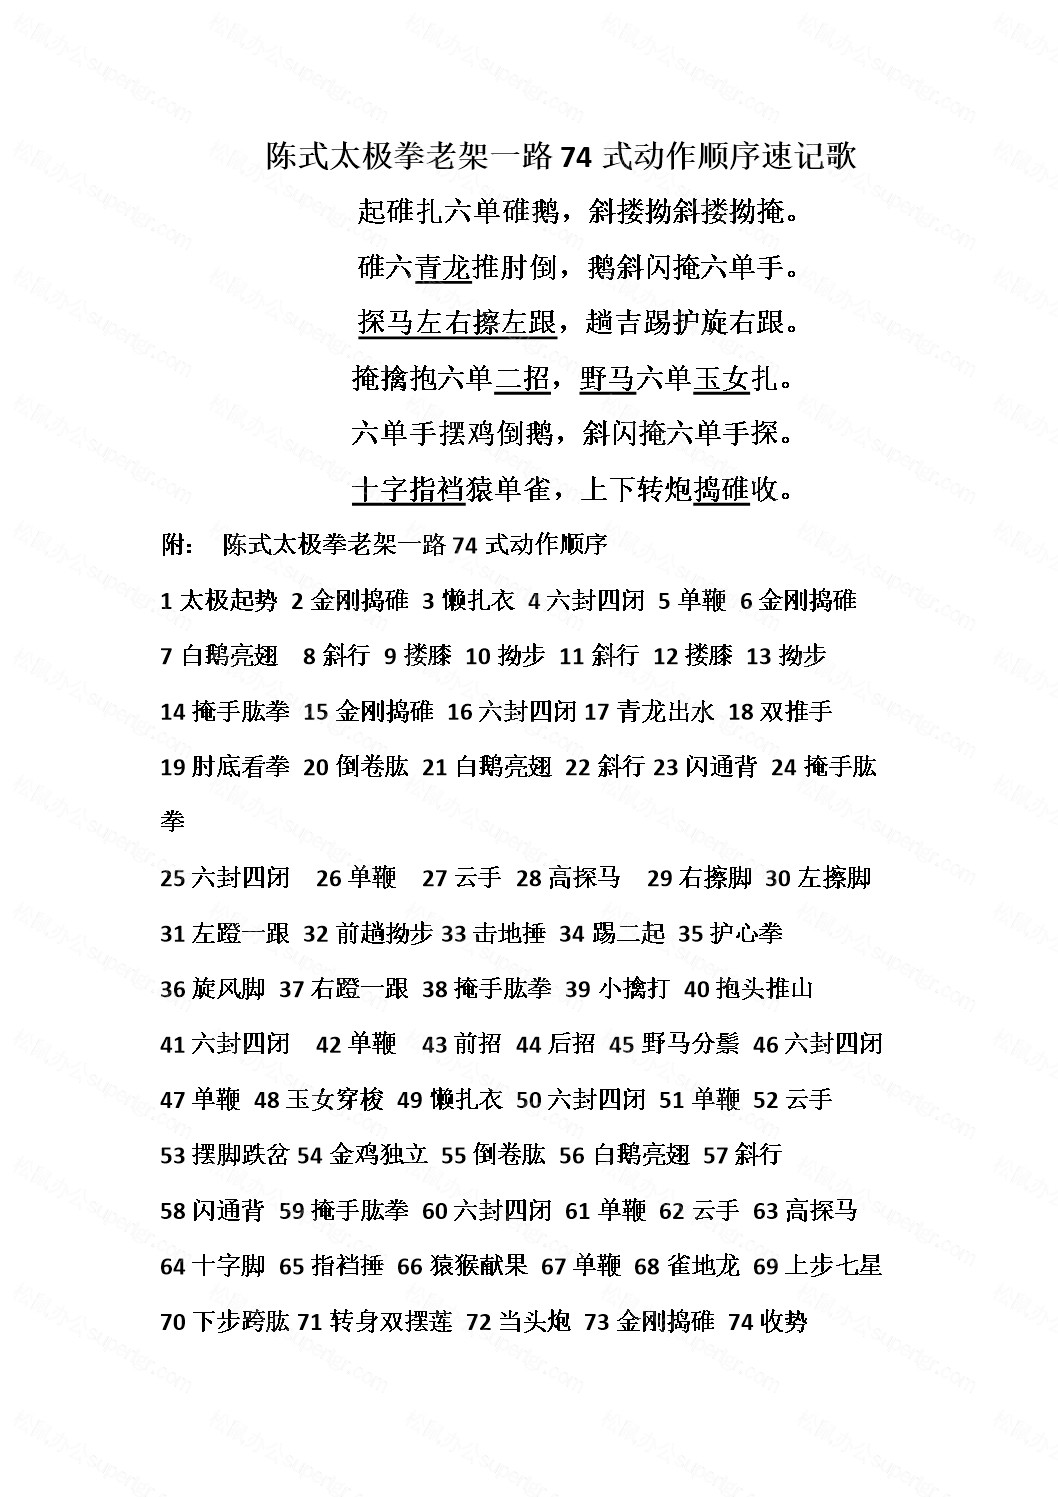 陈式太极拳老架一路 74 式动作顺序速记歌
起碓扎六单碓鹅，斜搂拗斜搂拗掩。
碓六青龙推肘倒，鹅斜闪掩六单手。
探马左右擦左跟，趟吉踢护旋右跟。
掩擒抱六单二招，野马六单玉女扎。
六单手摆鸡倒鹅，斜闪掩六单手探。
十字指裆猿单雀，上下转炮捣碓收。
附： 陈式太极拳老架一路 74 式动作顺序
1 太极起势 2 金刚捣碓 3 懒扎衣 4 六封四闭 5 单鞭 6 金刚捣碓
7 白鹅亮翅 8 斜行 9 搂膝 10 拗步 11 斜行 12 搂膝 13 拗步
14 掩手肱拳 15 金刚捣碓 16 六封四闭 17 青龙出水 18 双推手
19 肘底看拳 20 倒卷肱 21 白鹅亮翅 22 斜行 23 闪通背 24 掩手肱
拳
25 六封四闭 26 单鞭 27 云手 28 高探马 29 右擦脚 30 左擦脚
31 左蹬一跟 32 前趟拗步 33 击地捶 34 踢二起 35 护心拳
36 旋风脚 37 右蹬一跟 38 掩手肱拳 39 小擒打 40 抱头推山
41 六封四闭 42 单鞭 43 前招 44 后招 45 野马分鬃 46 六封四闭
47 单鞭 48 玉女穿梭 49 懒扎衣 50 六封四闭 51 单鞭 52 云手
53 摆脚跌岔 54 金鸡独立 55 倒卷肱 56 白鹅亮翅 57 斜行
58 闪通背 59 掩手肱拳 60 六封四闭 61 单鞭 62 云手 63 高探马
64 十字脚 65 指裆捶 66 猿猴献果 67 单鞭 68 雀地龙 69 上步七星
70 下步跨肱 71 转身双摆莲 72 当头炮 73 金刚捣碓 74 收势